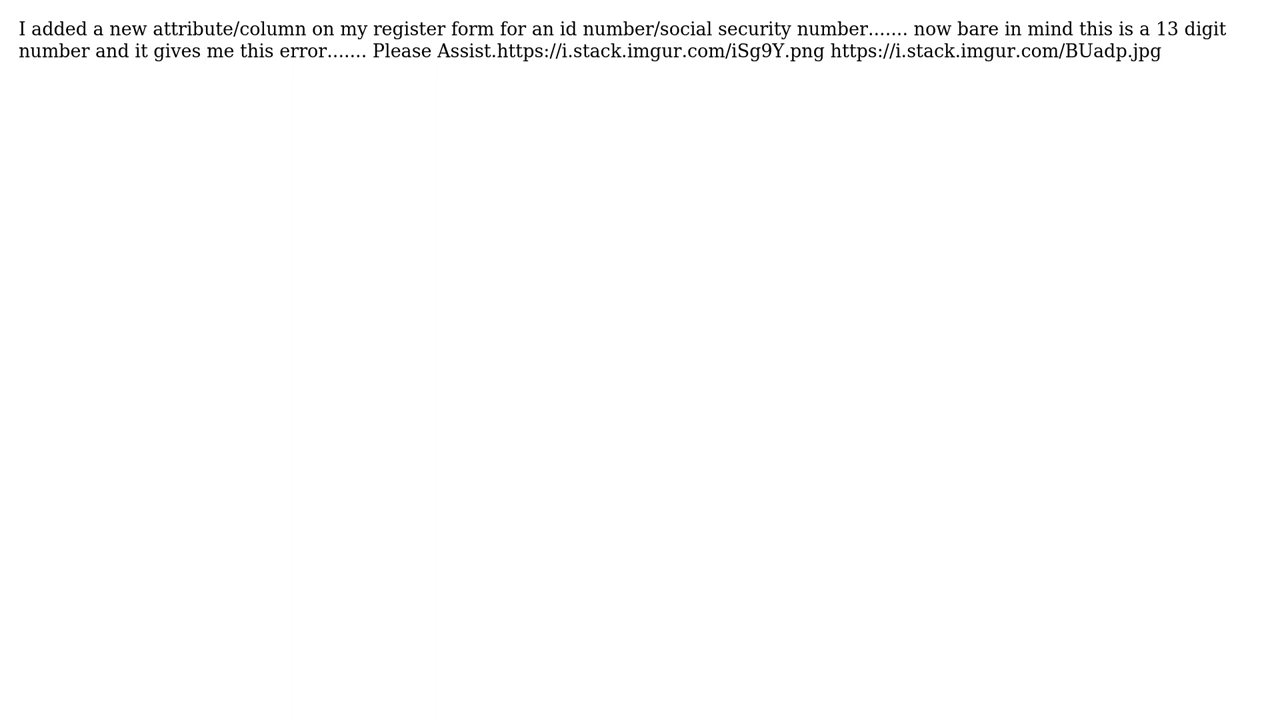 I added a new attribute/column on my register form for an id number/social security number....... now bare in mind this is a 13 digit
number and it gives me this error....... Please Assist.https://i.stack.imgur.com/iSg9Y.png https://i.stack.imgur.com/BUadp.jpg